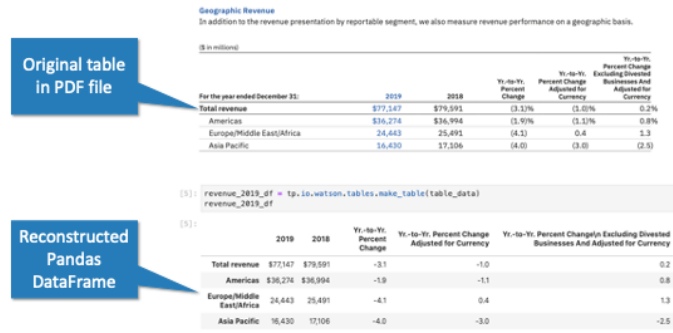 Geographic Revenue
In addition to the revenue presentation by reportable segment, we also measure revenue performance on a geographic basis.
($ in millions)
Original table
in PDF file
Yr.-to-Yr.
Percent Change
Yr.-to-Yr. Excluding Divested
Yr.-to-Yr. Percent Change Businesses And
Percent Adjusted for Adjusted for
For the year ended December 31: 2019 2018 Change Currency Currency
Total revenue $77,147 $79,591 (3.1)% (1.0)% 0.2%
Americas $36,274 $36,994 (1.9)% (1.1)% 0.8%
Europe/Middle East/Africa 24,443 25,491 (4.1) 0.4 1.3
Asia Pacific 16,430 17,106 (4.0) (3.0) (2.5)
[5]: revenue_2019_df = tp.io.watson.tables.make_table(table_data)
revenue_2019_df
[5]:
Reconstructed
Pandas
DataFrame
Yr.-to-Yr.
2019 2018 Percent Yr.-to-Yr. Percent Change Yr.-to-Yr. Percent Change\n Excluding Divested
Change Adjusted for Currency Businesses And Adjusted for Currency
Total revenue $77,147 $79,591 -3.1 -1.0 0.2
Americas $36,274 $36,994 -1.9 -1.1 0.8
Europe/Middle
East/Africa 24,443 25,491 -4.1 0.4 1.3
Asia Pacific 16,430 17,106 -4.0 -3.0 -2.5